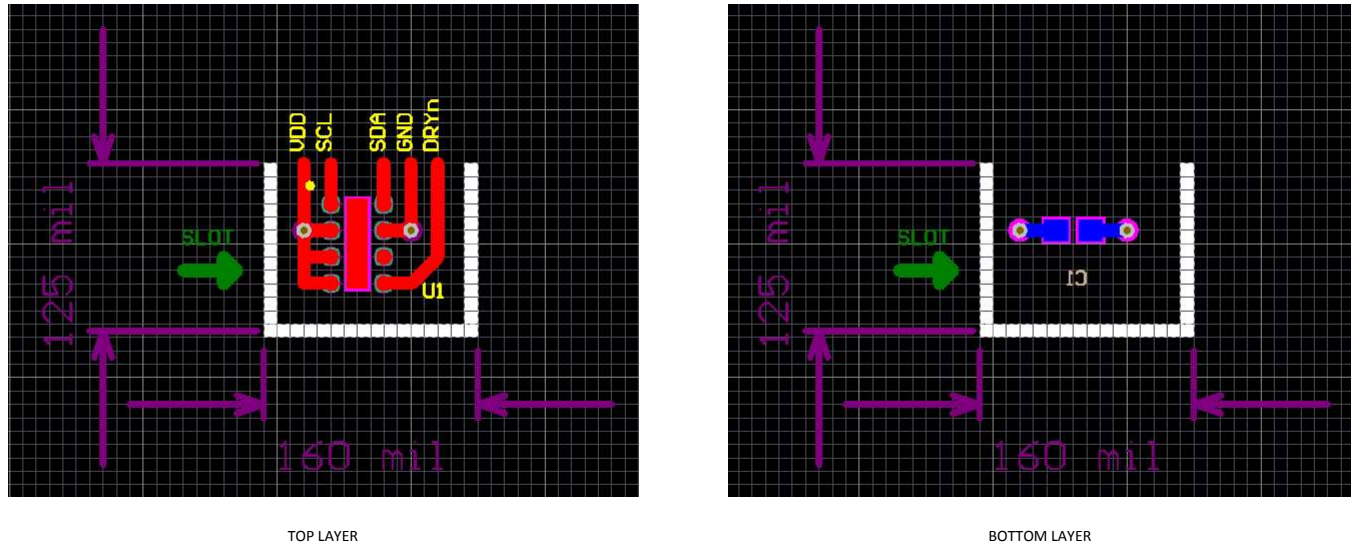 VDD
SCL
SDA
GND
DRYn
SLOT
U1
125 mil
160 mil
TOP LAYER
SLOT
C1
125 mil
160 mil
BOTTOM LAYER